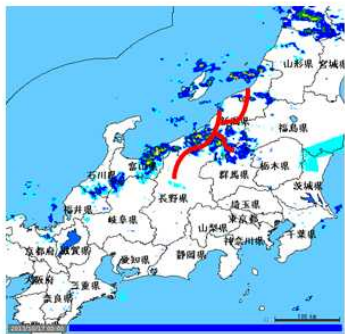 山形県
宮城県
新潟県
福島県
石川県
富山県
群馬県
栃木県
茨城県
長野県
福井県
岐阜県
埼玉県
山梨県
東京都
神奈川県
千葉県
京都府
滋賀県
愛知県
静岡県
大阪府
三重県
奈良県
100 km